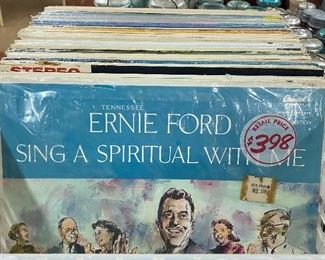 STEREO
TENNESSEE
ERNIE FORD
SING A SPIRITUAL WITH ME
Capitol
RETAIL PRICE
3.98